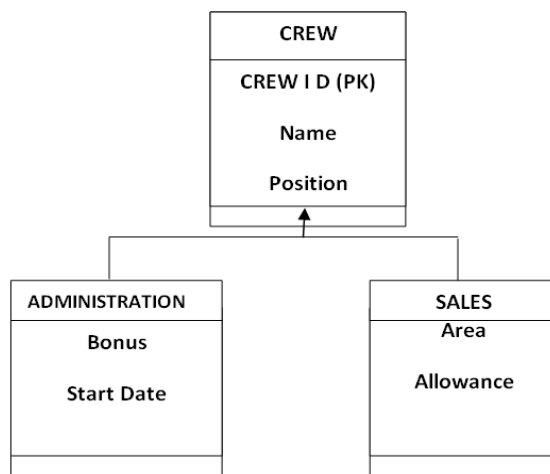 CREW
CREW I D (PK)
Name
Position
ADMINISTRATION
Bonus
Start Date
SALES
Area
Allowance